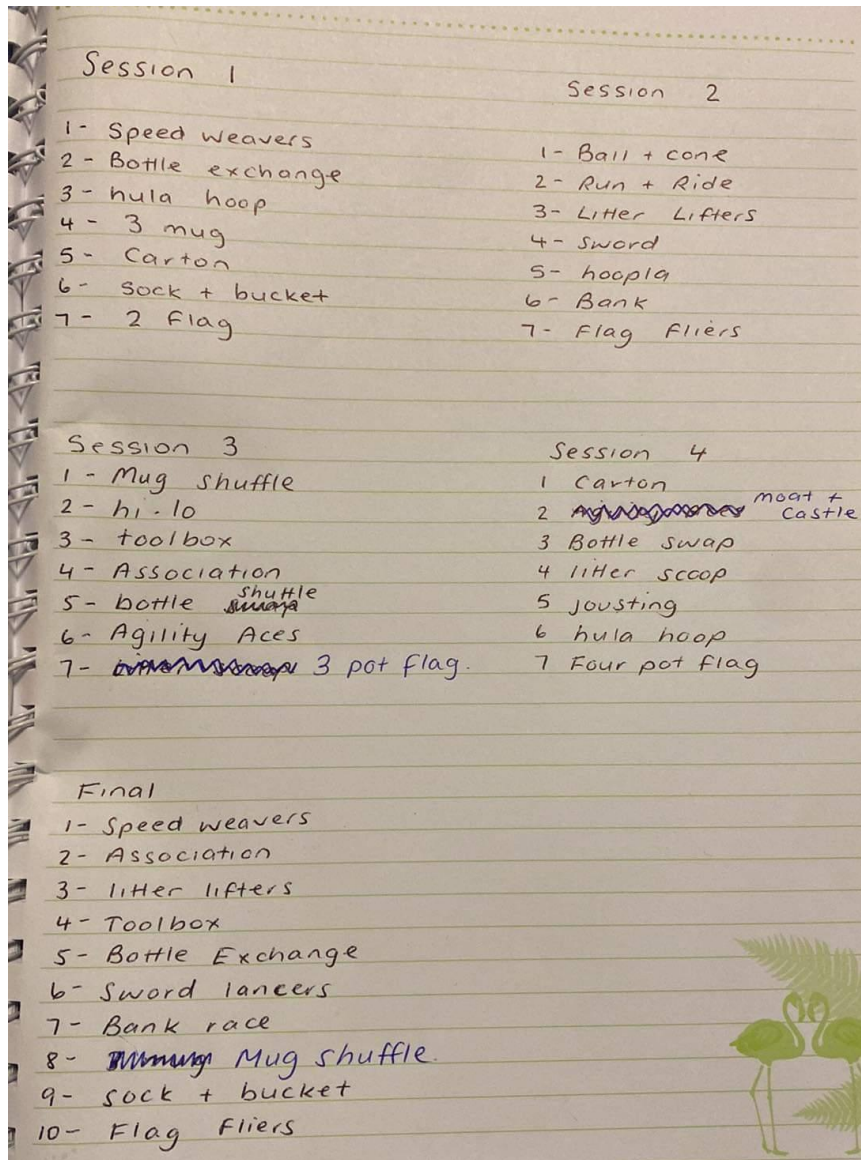 Session 1
1- Speed weavers
2- Bottle exchange
3- hula hoop
4- 3 mug
5- Carton
6- Sock + bucket
7- 2 Flag
Session 2
1- Ball + cone
2- Run + Ride
3- Litter Lifters
4- Sword
5- hoopla
6- Bank
7- Flag Fliers
Session 3
1- Mug shuffle
2- hi-lo
3- toolbox
4- Association
5- bottle shuttle
6- Agility Aces
7- 3 pot flag.
Session 4
1 Carton
2 moat + castle
3 Bottle swap
4 litter scoop
5 jousting
6 hula hoop
7 Four pot flag
Final
1- Speed weavers
2- Association
3- litter lifters
4- Toolbox
5- Bottle Exchange
6- Sword lancers
7- Bank race
8- Mug shuffle.
9- sock + bucket
10- Flag Fliers